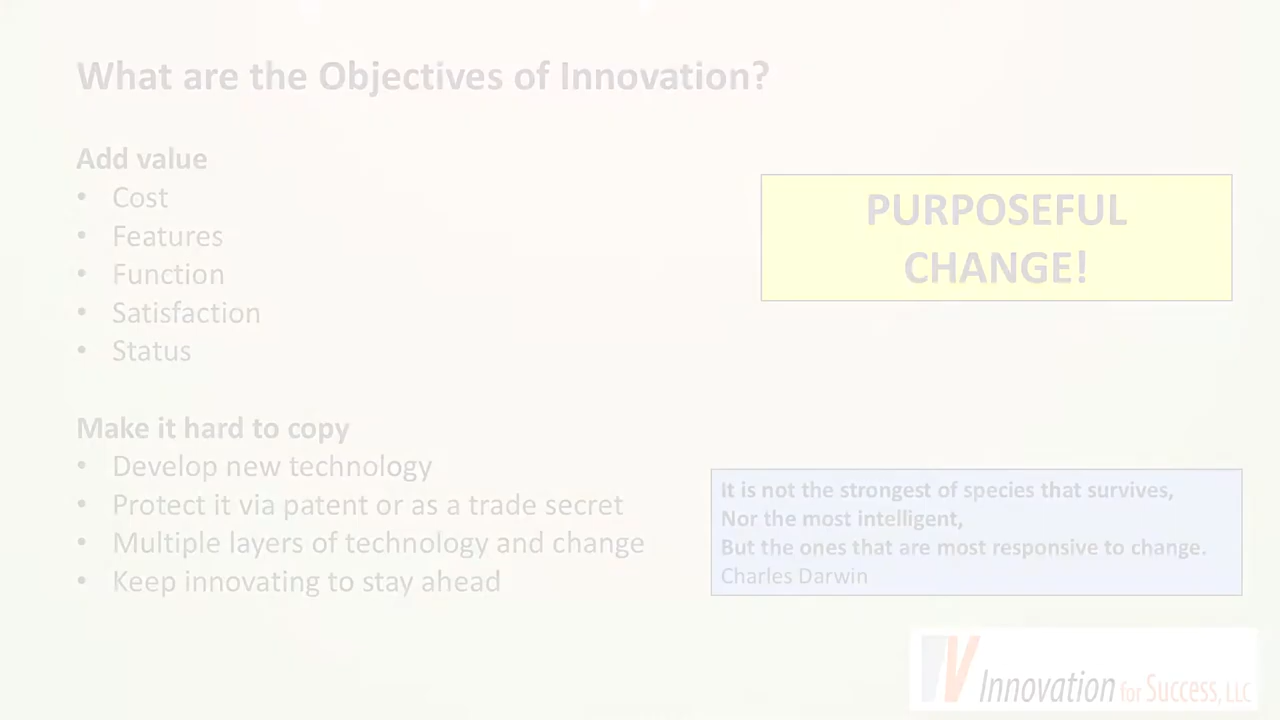 What are the Objectives of Innovation?
Add value
• Cost
• Features
• Function
• Satisfaction
• Status
PURPOSEFUL
CHANGE!
Make it hard to copy
• Develop new technology
• Protect it via patent or as a trade secret
• Multiple layers of technology and change
• Keep innovating to stay ahead
It is not the strongest of species that survives,
Nor the most intelligent,
But the ones that are most responsive to change.
Charles Darwin
Innovation for Success, LLC